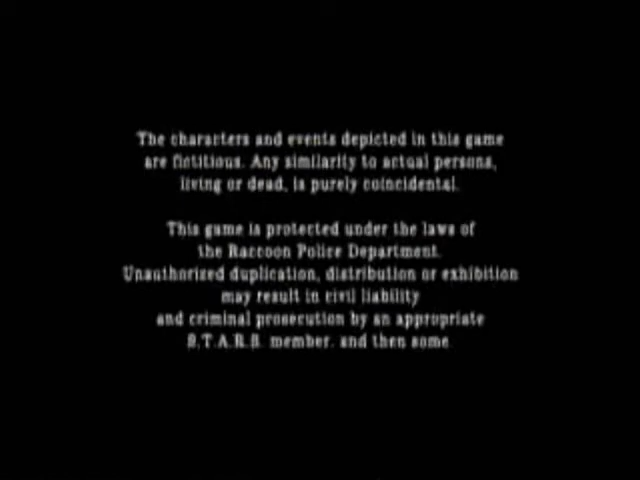 The characters and events depicted in this game
are fictitious. Any similarity to actual persons,
living or dead, is purely coincidental.
This game is protected under the laws of
the Raccoon Police Department.
Unauthorized duplication, distribution or exhibition
may result in civil liability
and criminal prosecution by an appropriate
S.T.A.R.S. member. and then some